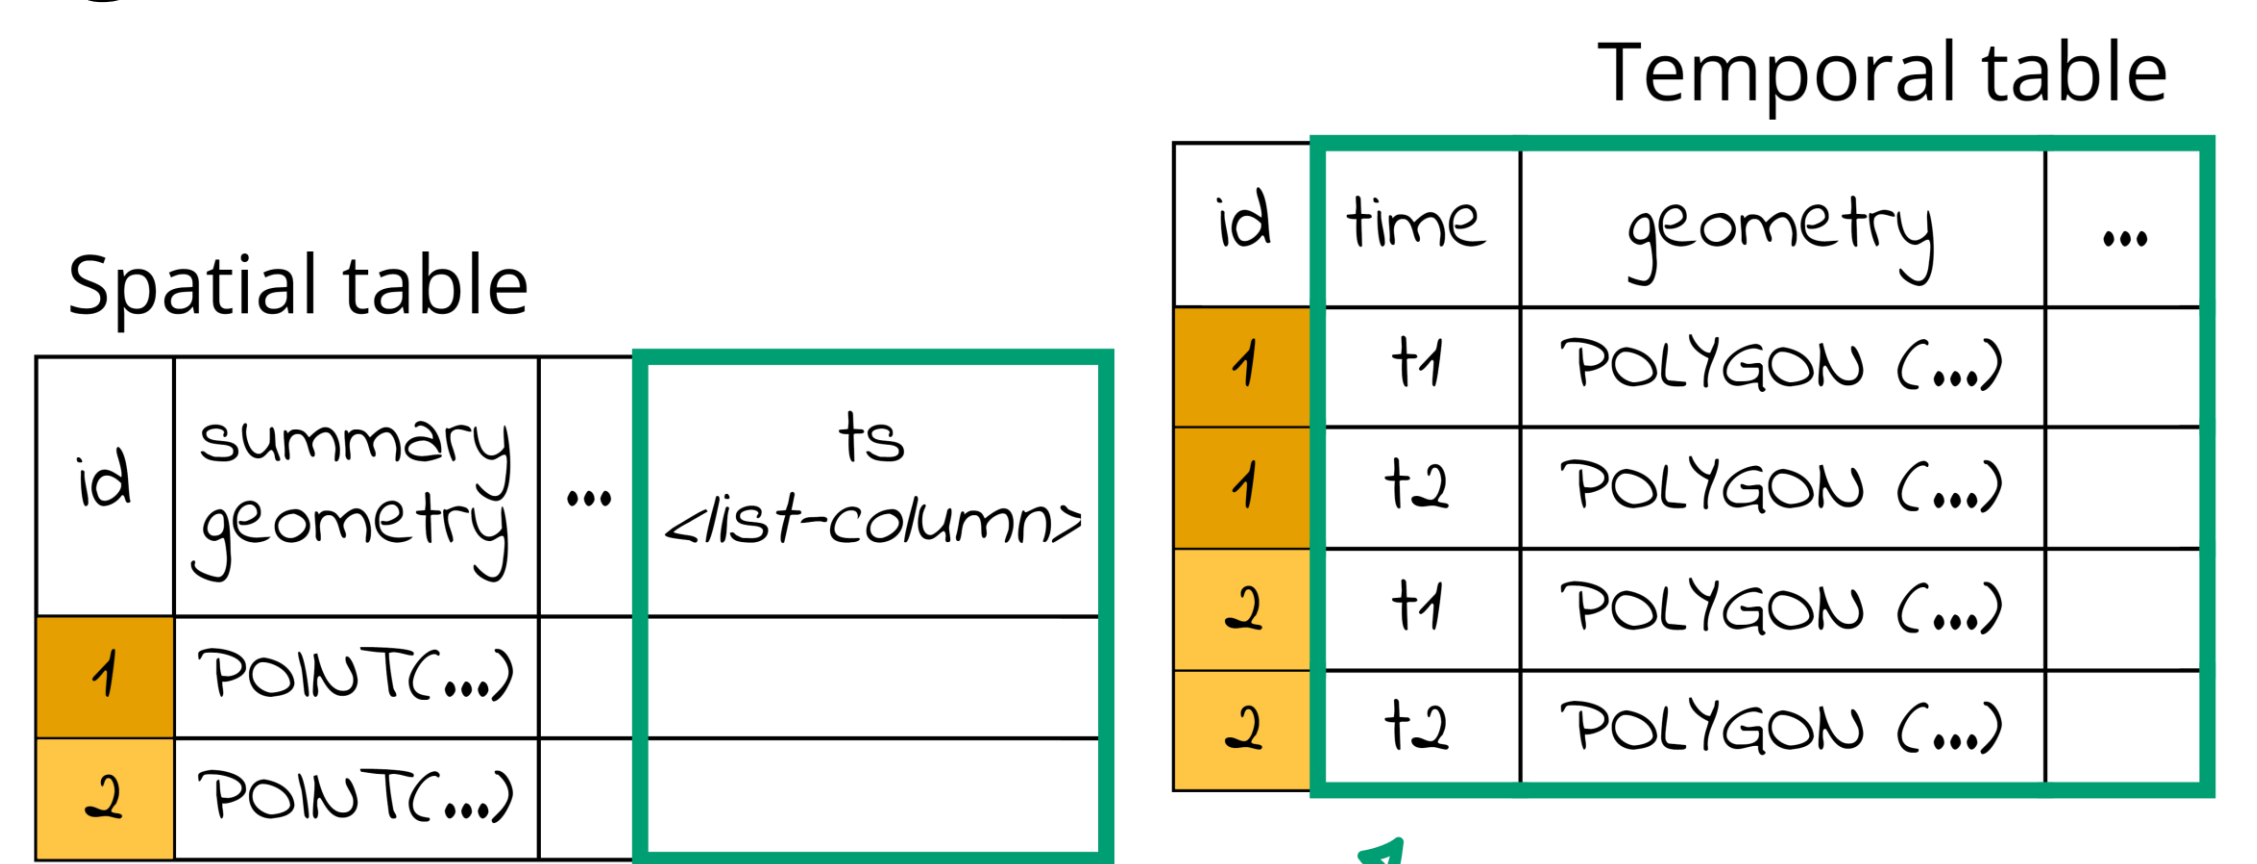 Temporal table
id time geometry ...
1 t1 POLYGON (...)
1 t2 POLYGON (...)
2 t1 POLYGON (...)
2 t2 POLYGON (...)
Spatial table
id summary geometry ... ts <list-column>
1 POINT(...)
2 POINT(...)